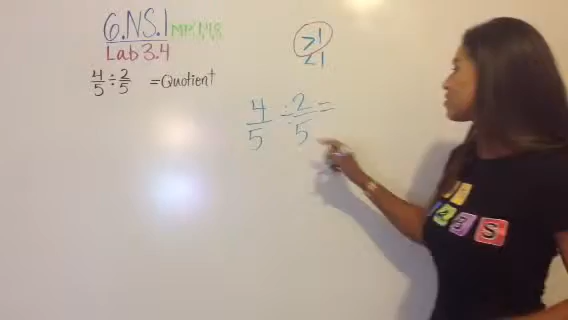 6.NS.1
Lab 3.4
4/5 ÷ 2/5 = Quotient
>1
<1
4/5 ÷ 2/5 =